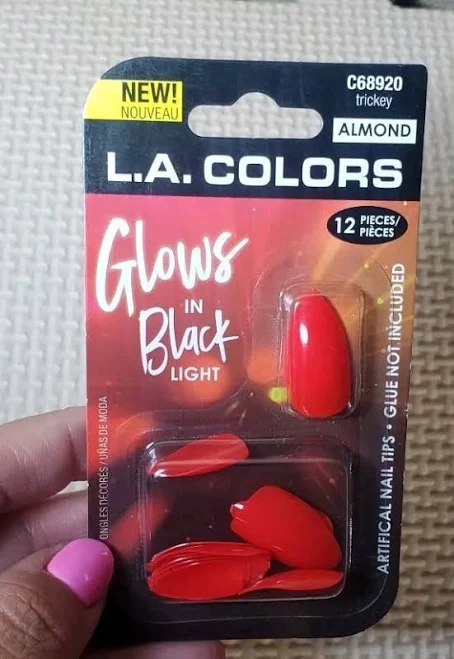 NEW!
NOUVEAU
C68920
trickey
ALMOND
L.A. COLORS
12 PIECES/
PIÈCES
Glows
IN
Black
LIGHT
ARTIFICAL NAIL TIPS • GLUE NOT INCLUDED
ONGLES DECORÉS / UÑAS DE MODA